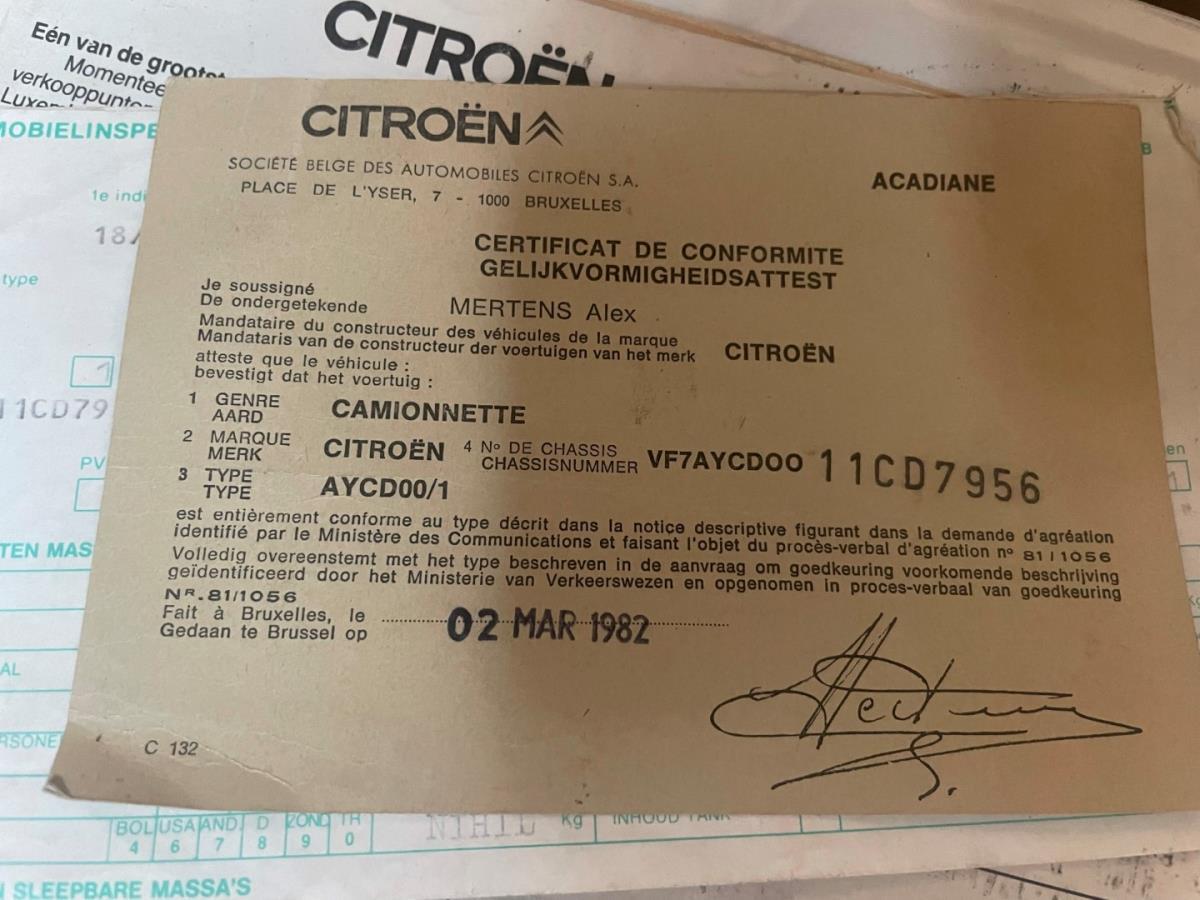 Eén van de
Momentee
verkooppunten
CITROËN
MOBIELINSPE
1e indi
18/
type
1
11CD79
PV
TEN MAS
CITROËN
SOCIÉTÉ BELGE DES AUTOMOBILES CITROËN S.A.
PLACE DE L'YSER, 7 - 1000 BRUXELLES
ACADIANE
CERTIFICAT DE CONFORMITE
GELIJKVORMIGHEIDSATTEST
Je soussigné
De ondergetekende
MERTENS Alex
Mandataire du constructeur des véhicules de la marque
Mandataris van de constructeur der voertuigen van het merk
CITROËN
atteste que le véhicule :
bevestigt dat het voertuig :
1 GENRE
AARD
CAMIONNETTE
2 MARQUE
MERK
CITROËN
4 Nº DE CHASSIS
CHASSISNUMMER
VF7AYCD00 11CD7956
3 TYPE
TYPE
AYCD00/1
est entièrement conforme au type décrit dans la notice descriptive figurant dans la demande d'agréation
identifié par le Ministère des Communications et faisant l'objet du procès-verbal d'agréation nº 81/1056
Volledig overeenstemt met het type beschreven in de aanvraag om goedkeuring voorkomende beschrijving
geïdentificeerd door het Ministerie van Verkeerswezen en opgenomen in proces-verbaal van goedkeuring
NR.81/1056
Fait à Bruxelles, le
Gedaan te Brussel op
02 MAR 1982
C 132
AL
RSONE
BOL USA AND. D ZOND TH
4 6 7 8 9 0
NIHIL Kg INHOUD TANK
SLEEPBARE MASSA'S